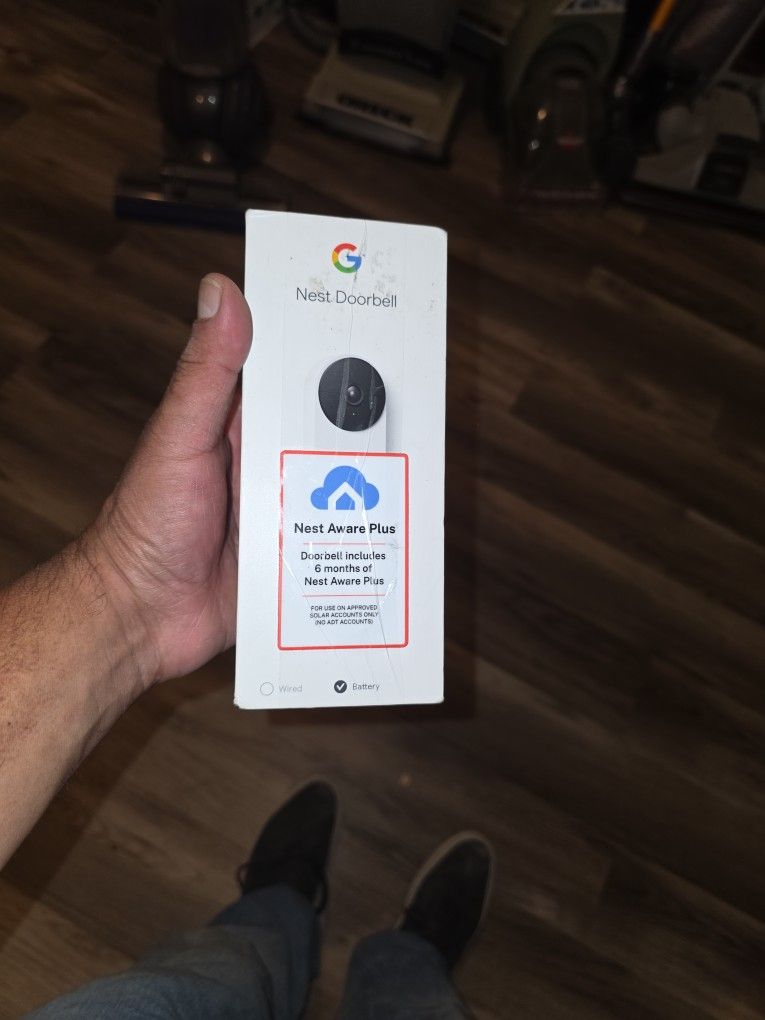 ORECK
G
Nest Doorbell
Nest Aware Plus
Doorbell includes
6 months of
Nest Aware Plus
FOR USE ON APPROVED
SOLAR ACCOUNTS ONLY
(NO ADT ACCOUNTS)
Wired
Battery